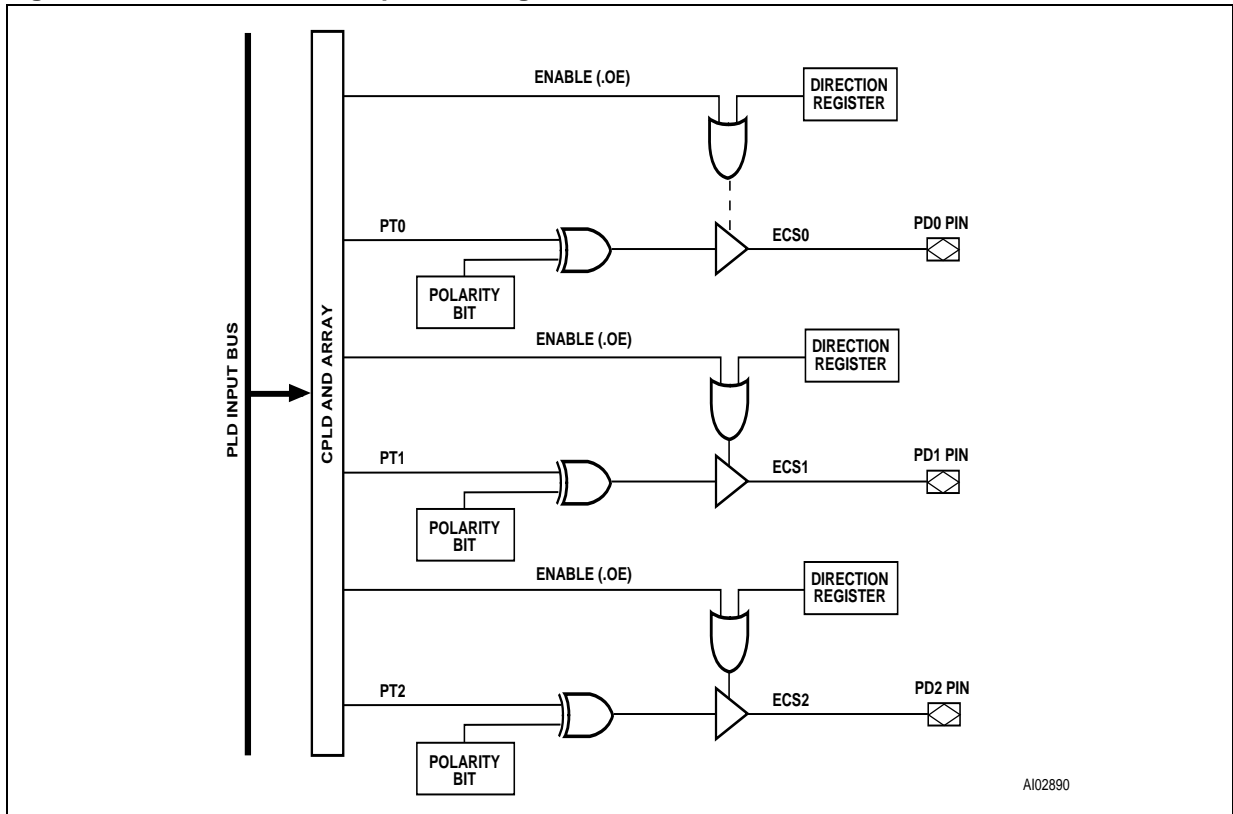 ENABLE (.OE)
DIRECTION
REGISTER
PT0
ECS0
PD0 PIN
POLARITY
BIT
ENABLE (.OE)
DIRECTION
REGISTER
PLD INPUT BUS
CPLD AND ARRAY
PT1
ECS1
PD1 PIN
POLARITY
BIT
ENABLE (.OE)
DIRECTION
REGISTER
PT2
ECS2
PD2 PIN
POLARITY
BIT
AI02890